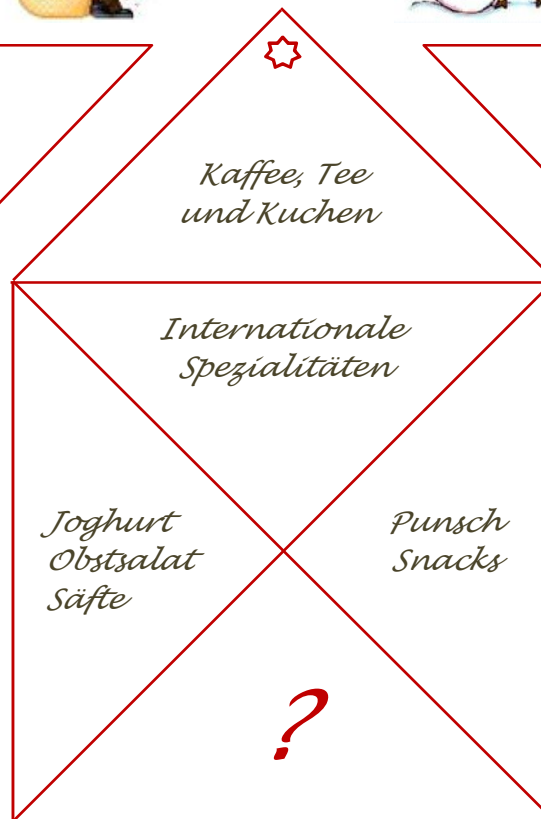 Kaffee, Tee
und Kuchen
Internationale
Spezialitäten
Joghurt
Obstsalat
Säfte
Punsch
Snacks
?